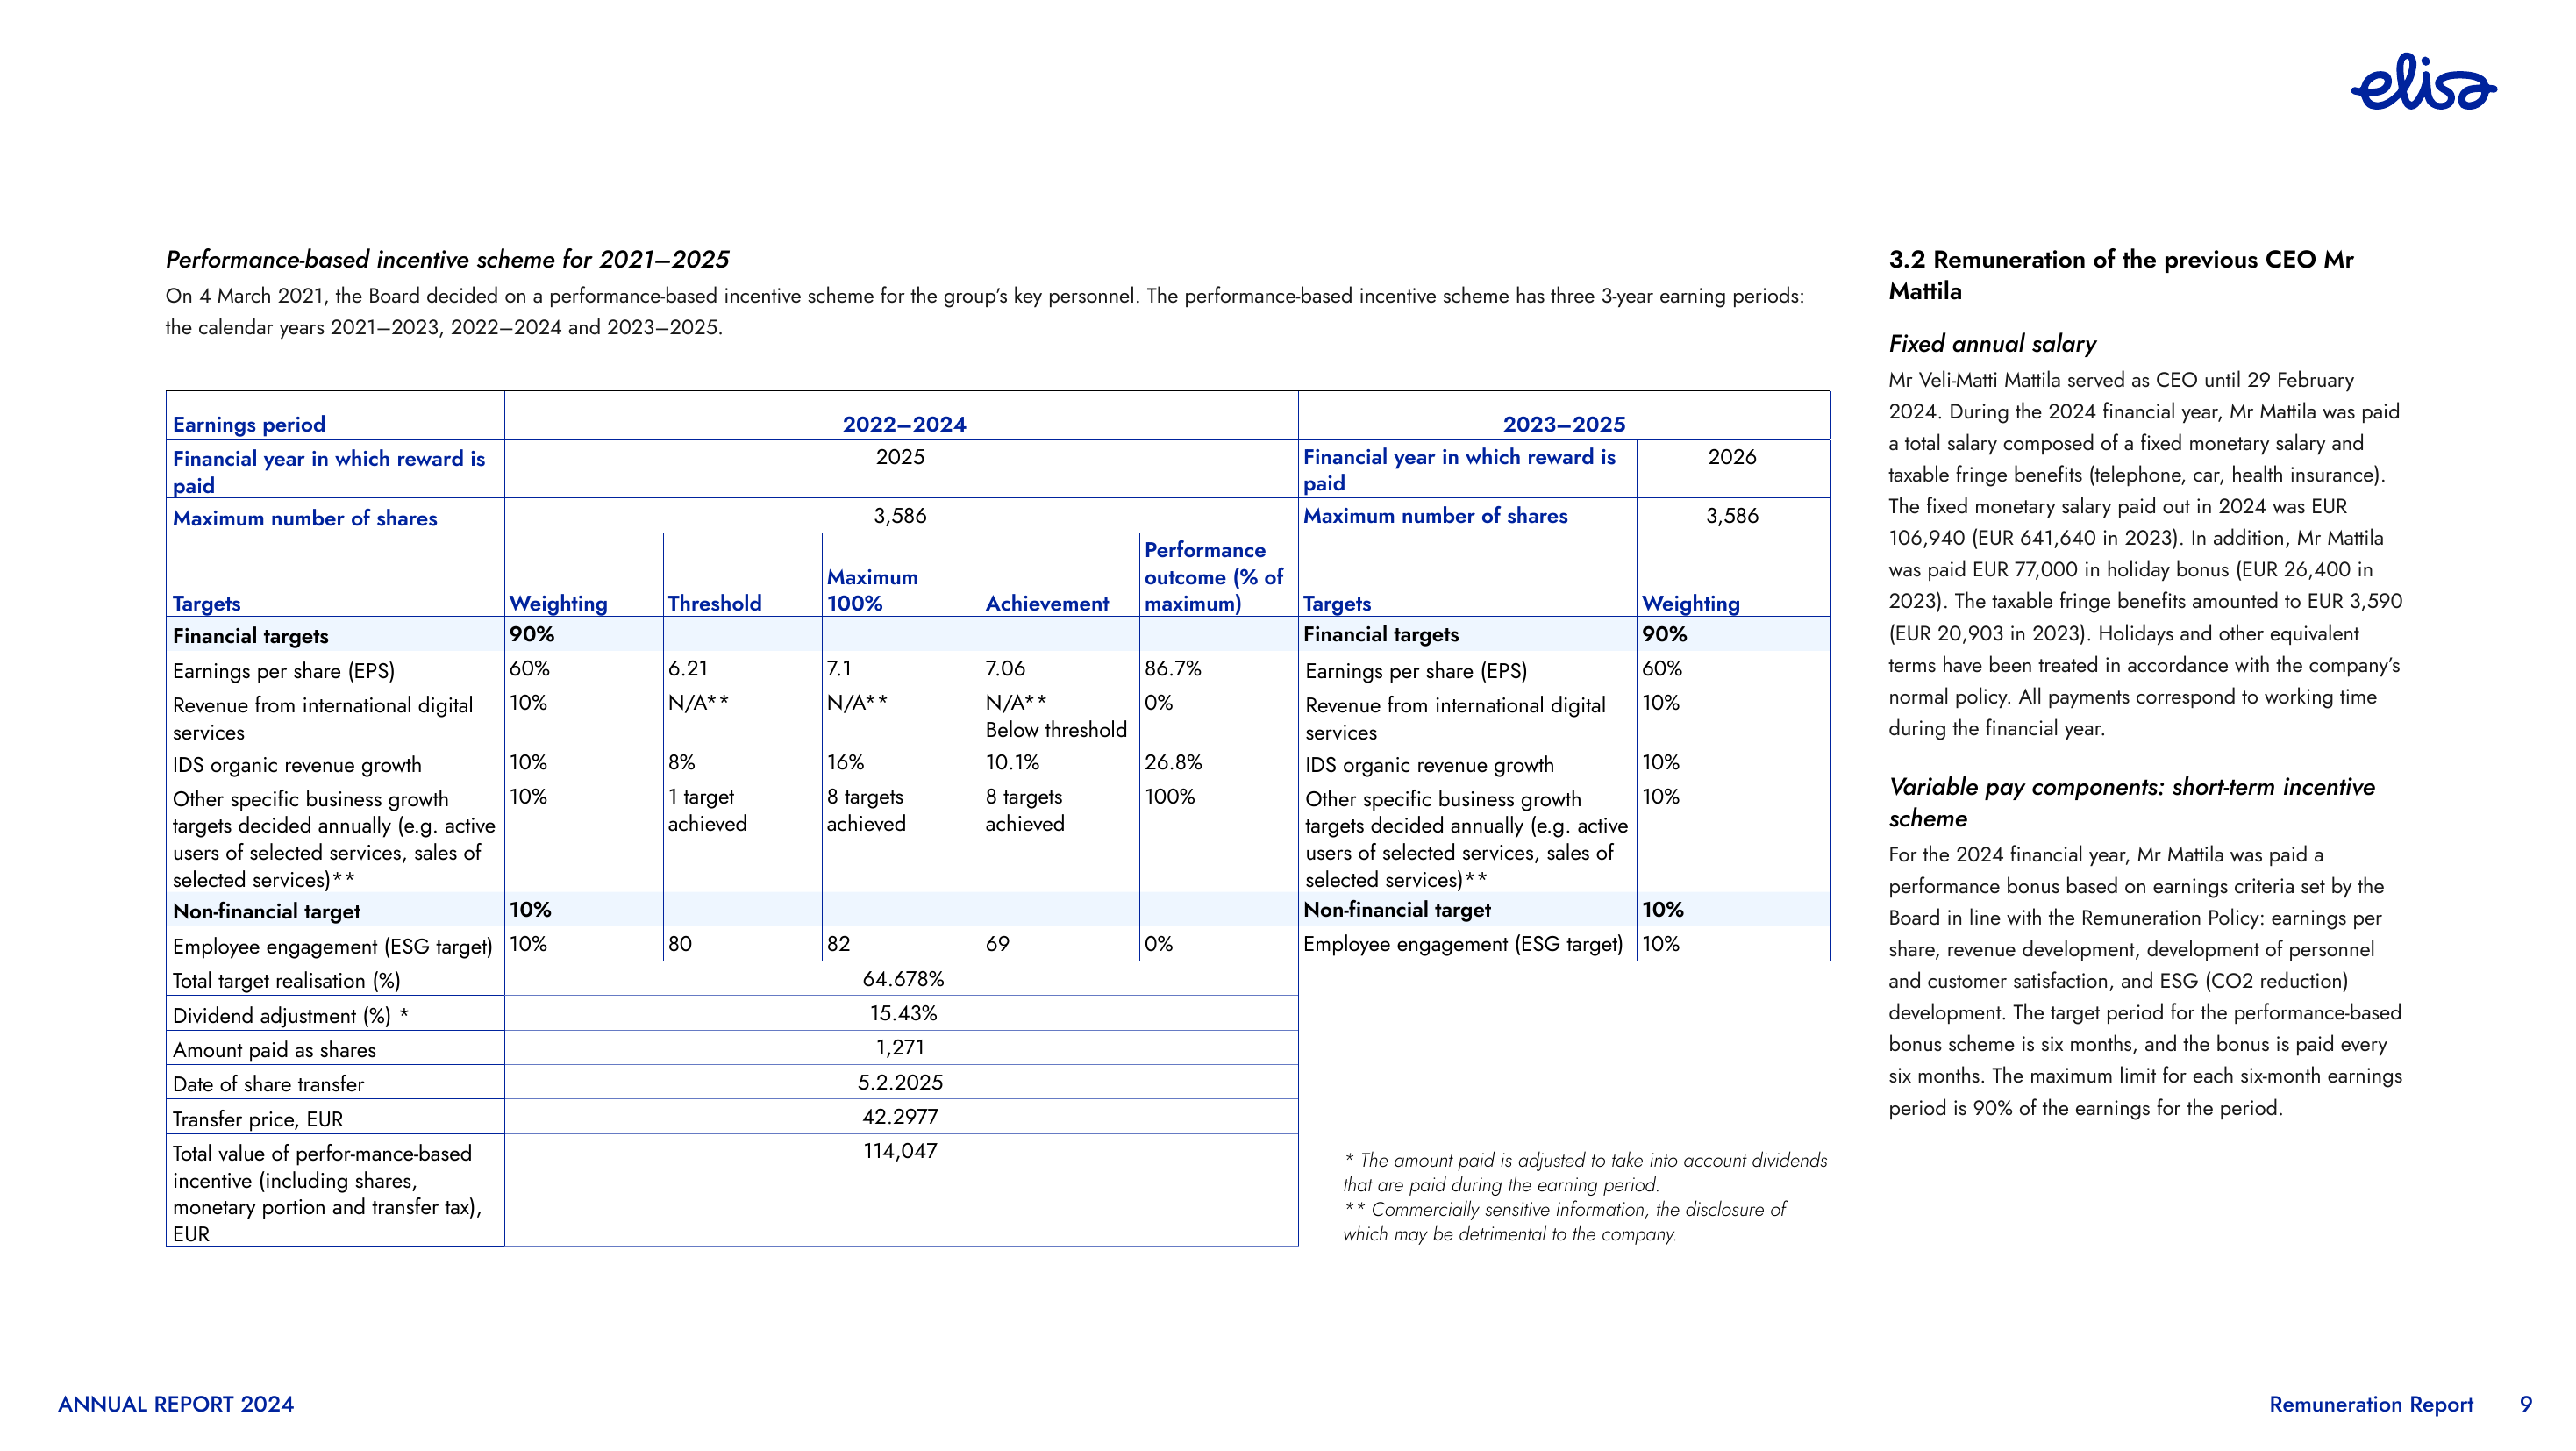 elisa
Performance-based incentive scheme for 2021–2025
On 4 March 2021, the Board decided on a performance-based incentive scheme for the group's key personnel. The performance-based incentive scheme has three 3-year earning periods:
the calendar years 2021–2023, 2022–2024 and 2023–2025.
Earnings period 2022–2024 2023–2025
Financial year in which reward is paid 2025 Financial year in which reward is paid 2026
Maximum number of shares 3,586 Maximum number of shares 3,586
Targets Weighting Threshold Maximum 100% Achievement Performance outcome (% of maximum) Targets Weighting
Financial targets 90% Financial targets 90%
Earnings per share (EPS) 60% 6.21 7.1 7.06 86.7% Earnings per share (EPS) 60%
Revenue from international digital services 10% N/A** N/A** N/A** Below threshold 0% Revenue from international digital services 10%
IDS organic revenue growth 10% 8% 16% 10.1% 26.8% IDS organic revenue growth 10%
Other specific business growth targets decided annually (e.g. active users of selected services, sales of selected services)** 10% 1 target achieved 8 targets achieved 8 targets achieved 100% Other specific business growth targets decided annually (e.g. active users of selected services, sales of selected services)** 10%
Non-financial target 10% Non-financial target 10%
Employee engagement (ESG target) 10% 80 82 69 0% Employee engagement (ESG target) 10%
Total target realisation (%) 64.678%
Dividend adjustment (%) * 15.43%
Amount paid as shares 1,271
Date of share transfer 5.2.2025
Transfer price, EUR 42.2977
Total value of perfor-mance-based incentive (including shares, monetary portion and transfer tax), EUR 114,047
* The amount paid is adjusted to take into account dividends
that are paid during the earning period.
** Commercially sensitive information, the disclosure of
which may be detrimental to the company.
3.2 Remuneration of the previous CEO Mr
Mattila
Fixed annual salary
Mr Veli-Matti Mattila served as CEO until 29 February
2024. During the 2024 financial year, Mr Mattila was paid
a total salary composed of a fixed monetary salary and
taxable fringe benefits (telephone, car, health insurance).
The fixed monetary salary paid out in 2024 was EUR
106,940 (EUR 641,640 in 2023). In addition, Mr Mattila
was paid EUR 77,000 in holiday bonus (EUR 26,400 in
2023). The taxable fringe benefits amounted to EUR 3,590
(EUR 20,903 in 2023). Holidays and other equivalent
terms have been treated in accordance with the company's
normal policy. All payments correspond to working time
during the financial year.
Variable pay components: short-term incentive
scheme
For the 2024 financial year, Mr Mattila was paid a
performance bonus based on earnings criteria set by the
Board in line with the Remuneration Policy: earnings per
share, revenue development, development of personnel
and customer satisfaction, and ESG (CO2 reduction)
development. The target period for the performance-based
bonus scheme is six months, and the bonus is paid every
six months. The maximum limit for each six-month earnings
period is 90% of the earnings for the period.
ANNUAL REPORT 2024
Remuneration Report 9